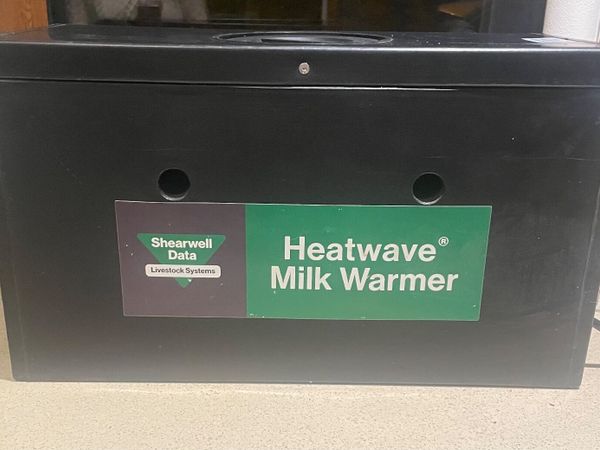 Shearwell
Data
Livestock Systems
Heatwave®
Milk Warmer